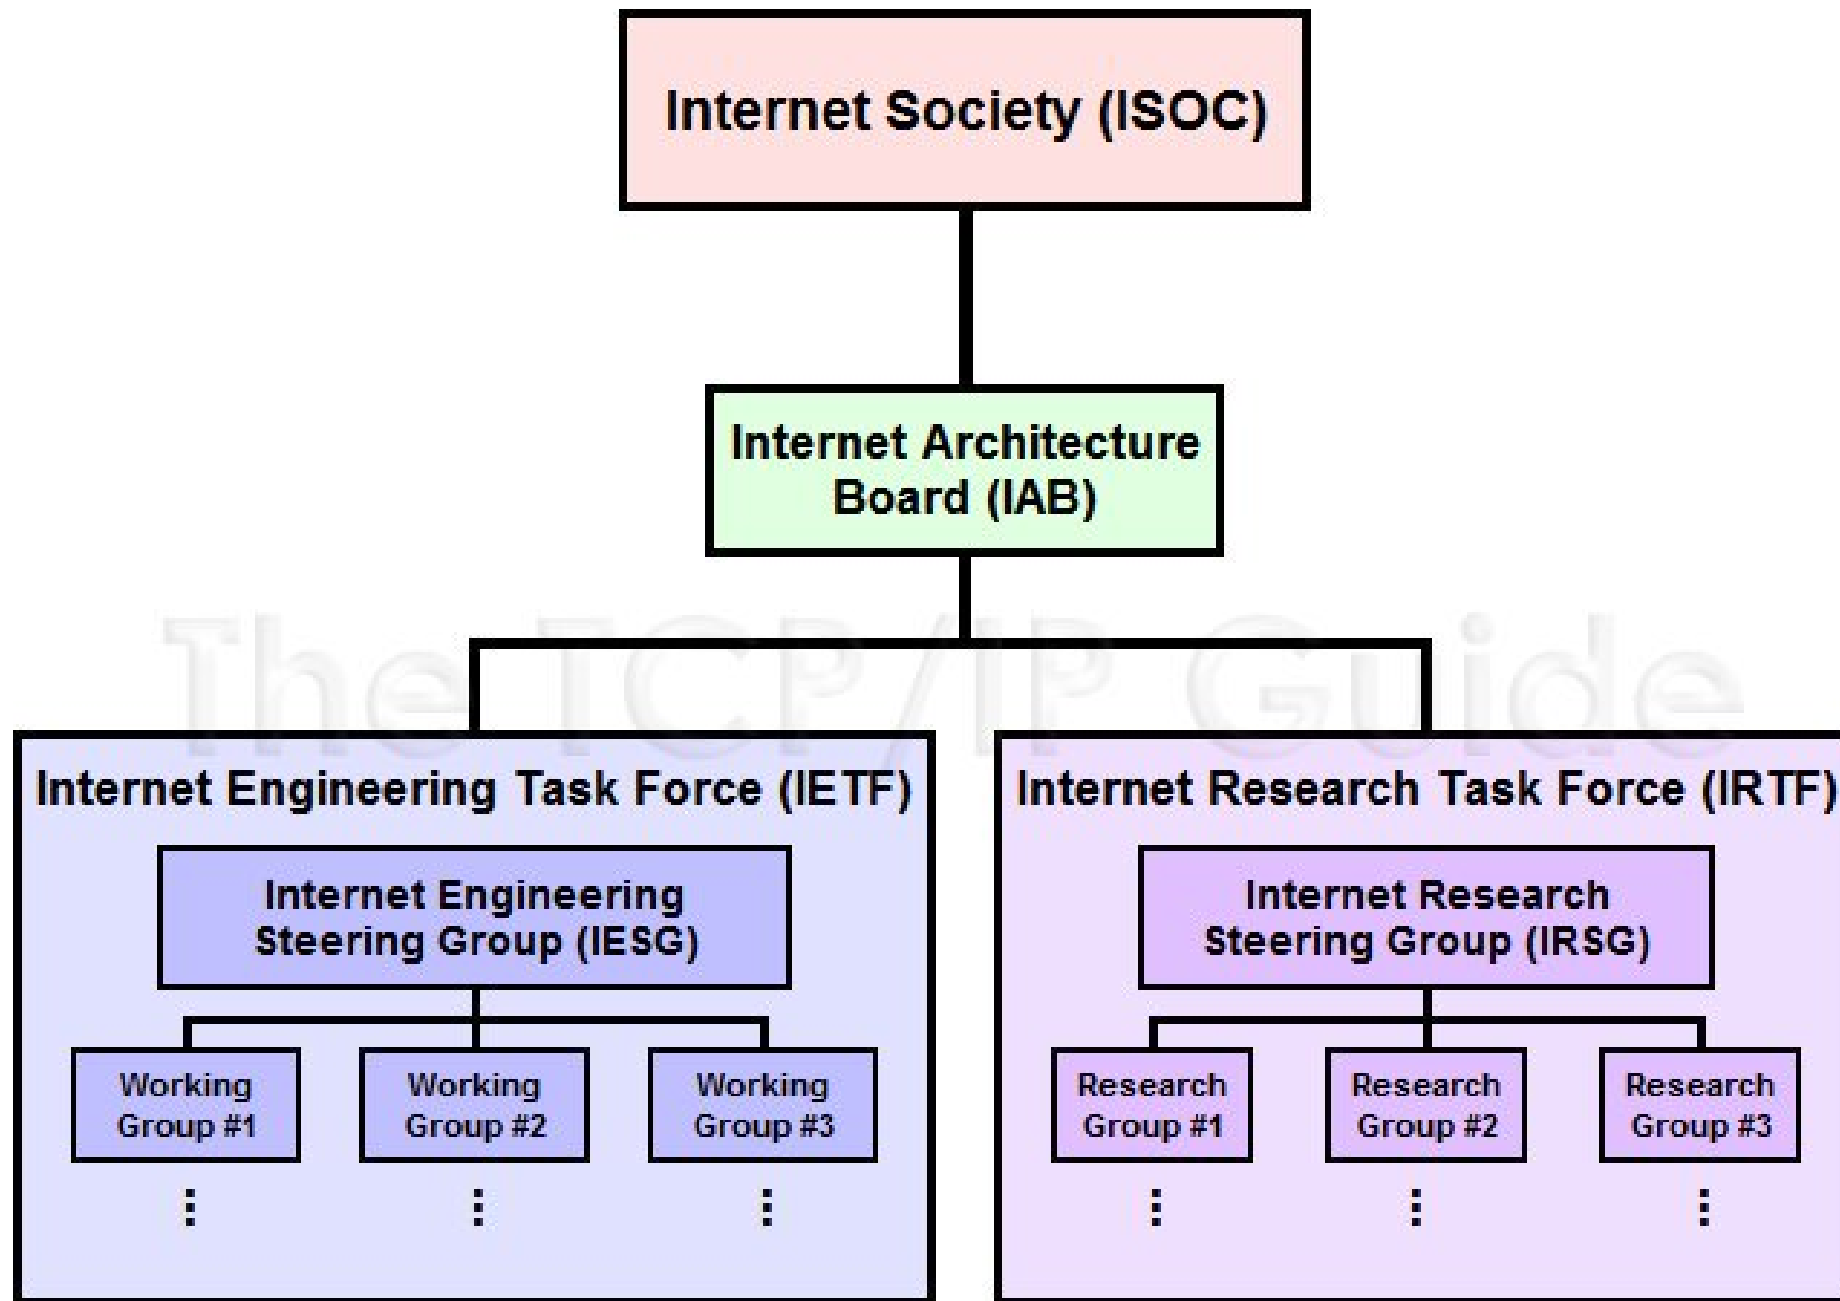 Internet Society (ISOC)
Internet Architecture
Board (IAB)
The TCP/IP Guide
Internet Engineering Task Force (IETF)
Internet Engineering
Steering Group (IESG)
Working
Group #1
Working
Group #2
Working
Group #3
Internet Research Task Force (IRTF)
Internet Research
Steering Group (IRSG)
Research
Group #1
Research
Group #2
Research
Group #3